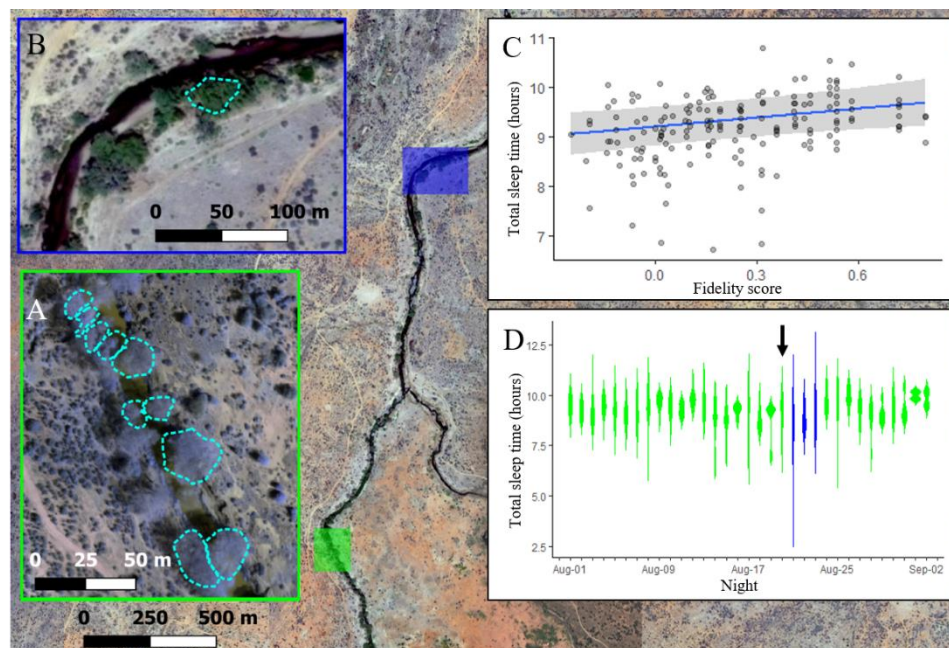 B
0 50 100 m
A
0 25 50 m
0 250 500 m
C
Total sleep time (hours)
11
10
9
8
7
0.0 0.3 0.6
Fidelity score
D
Total sleep time (hours)
12.5
10.0
7.5
5.0
2.5
Aug-01 Aug-09 Aug-17 Aug-25 Sep-02
Night